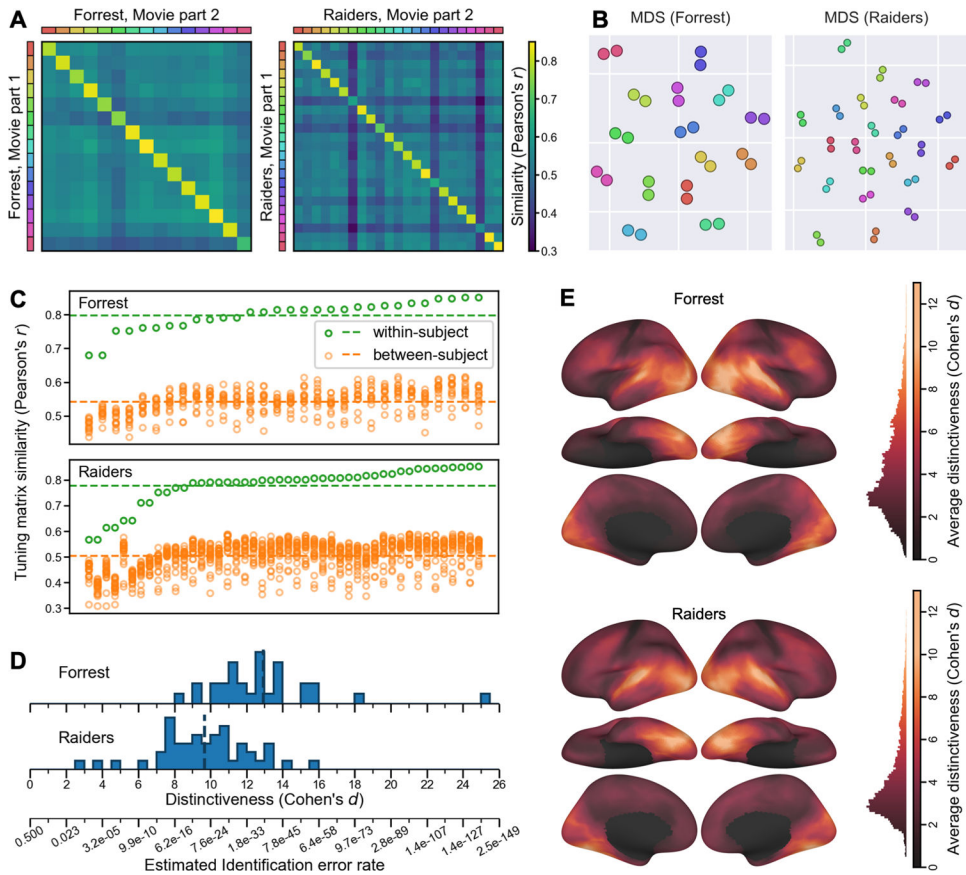 A
Forrest, Movie part 2
Raiders, Movie part 2
Forrest, Movie part 1
Raiders, Movie part 1
0.8
0.7
0.6
0.5
0.4
0.3
Similarity (Pearson's r)
B
MDS (Forrest)
MDS (Raiders)
C
Forrest
0.8
0.7
0.6
0.5
within-subject
between-subject
Raiders
0.8
0.7
0.6
0.5
0.4
0.3
Tuning matrix similarity (Pearson's r)
D
Forrest
Raiders
0 2 4 6 8 10 12 14 16 18 20 22 24 26
Distinctiveness (Cohen's d)
0.500 0.023 3.2e-05 9.9e-10 6.2e-16 7.6e-24 1.8e-33 7.8e-45 6.4e-58 9.7e-73 2.8e-89 1.4e-107 1.4e-127 2.5e-149
Estimated Identification error rate
E
Forrest
12
10
8
6
4
2
0
Average distinctiveness (Cohen's d)
Raiders
12
10
8
6
4
2
0
Average distinctiveness (Cohen's d)